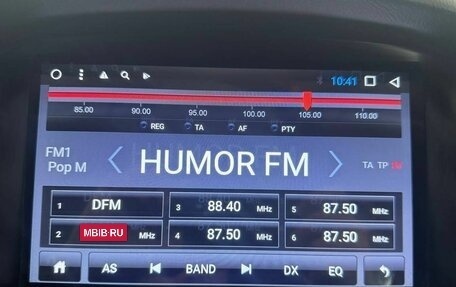 10:41
85.00 90.00 95.00 100.00 105.00 110.00
REG TA AF PTY
FM1
Pop M
HUMOR FM
TA TP
1 DFM 3 88.40 MHz 5 87.50 MHz
2 MBIB·RU MHz 4 87.50 MHz 6 87.50 MHz
AS BAND DX EQ